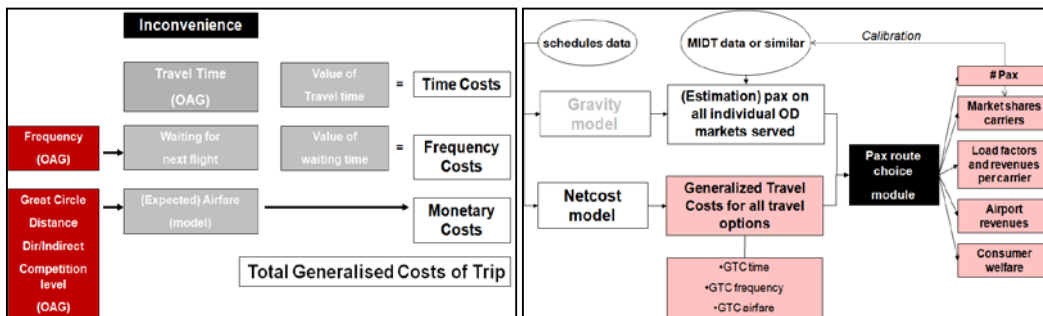 Inconvenience
Travel Time
(OAG)
Value of
Travel time
=
Time Costs
Frequency
(OAG)
Waiting for
next flight
Value of
waiting time
=
Frequency
Costs
Great Circle
Distance
Dir/Indirect
Competition
level
(OAG)
(Expected) Airfare
(model)
Monetary
Costs
Total Generalised Costs of Trip
schedules data
MIDT data or similar
Calibration
Gravity
model
(Estimation) pax on
all individual OD
markets served
Netcost
model
Generalized Travel
Costs for all travel
options
•GTC time
•GTC frequency
•GTC airfare
Pax route
choice
module
# Pax
Market shares
carriers
Load factors
and revenues
per carrier
Airport
revenues
Consumer
welfare